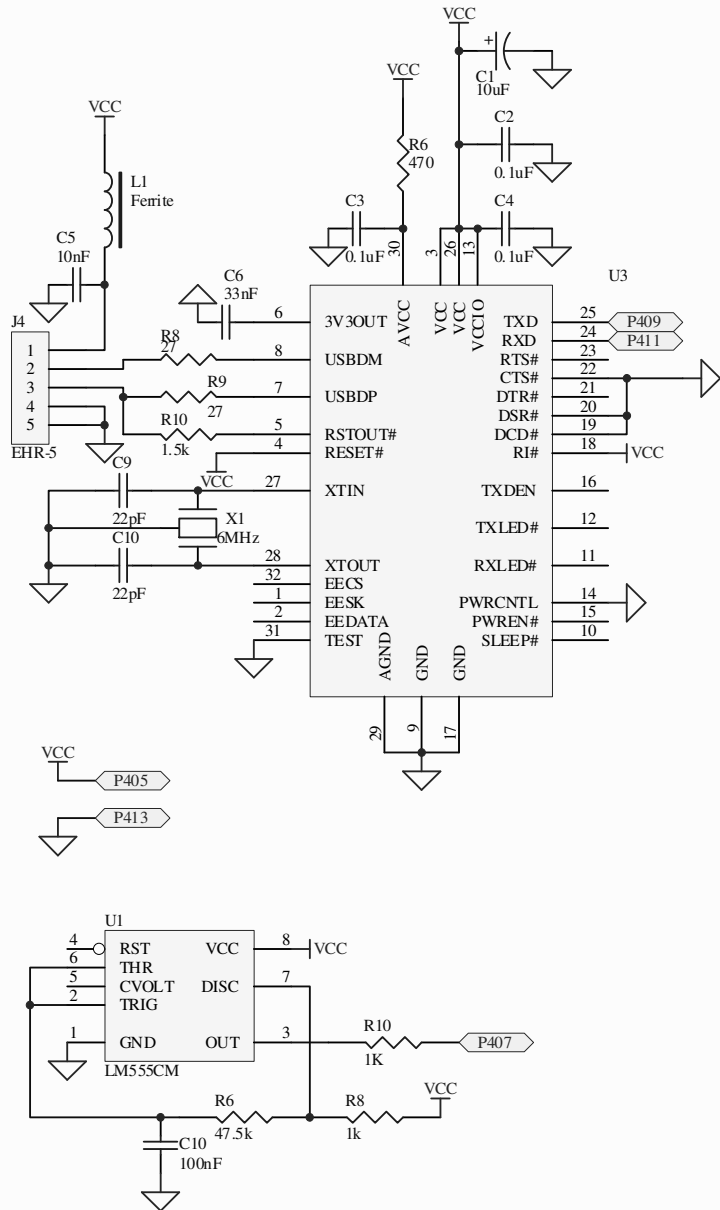 VCC
+
C1
10uF
VCC
C2
0.1uF
R6
470
VCC
L1
Ferrite
C3
0.1uF
C4
0.1uF
30
3
26
13
C5
10nF
U3
C6
33nF
J4
6
3V3OUT
AVCC
VCC
VCC
VCCIO
TXD
25
P409
RXD
24
P411
1
R8
27
8
USBDM
RTS#
23
2
CTS#
22
3
R9
27
7
USBDP
DTR#
21
4
DSR#
20
5
R10
1.5k
5
RSTOUT#
DCD#
19
EHR-5
4
RESET#
RI#
18
VCC
VCC
C9
22pF
27
XTIN
TXDEN
16
X1
6MHz
TXLED#
12
C10
22pF
28
XTOUT
RXLED#
11
32
EECS
1
EESK
PWRCNTL
14
2
EEDATA
PWREN#
15
31
TEST
SLEEP#
10
AGND
GND
GND
29
9
17
VCC
P405
P413
U1
4
RST
VCC
8
VCC
6
THR
5
CVOLT
DISC
7
2
TRIG
1
GND
OUT
3
R10
1K
P407
LM555CM
R6
47.5k
R8
1k
VCC
C10
100nF